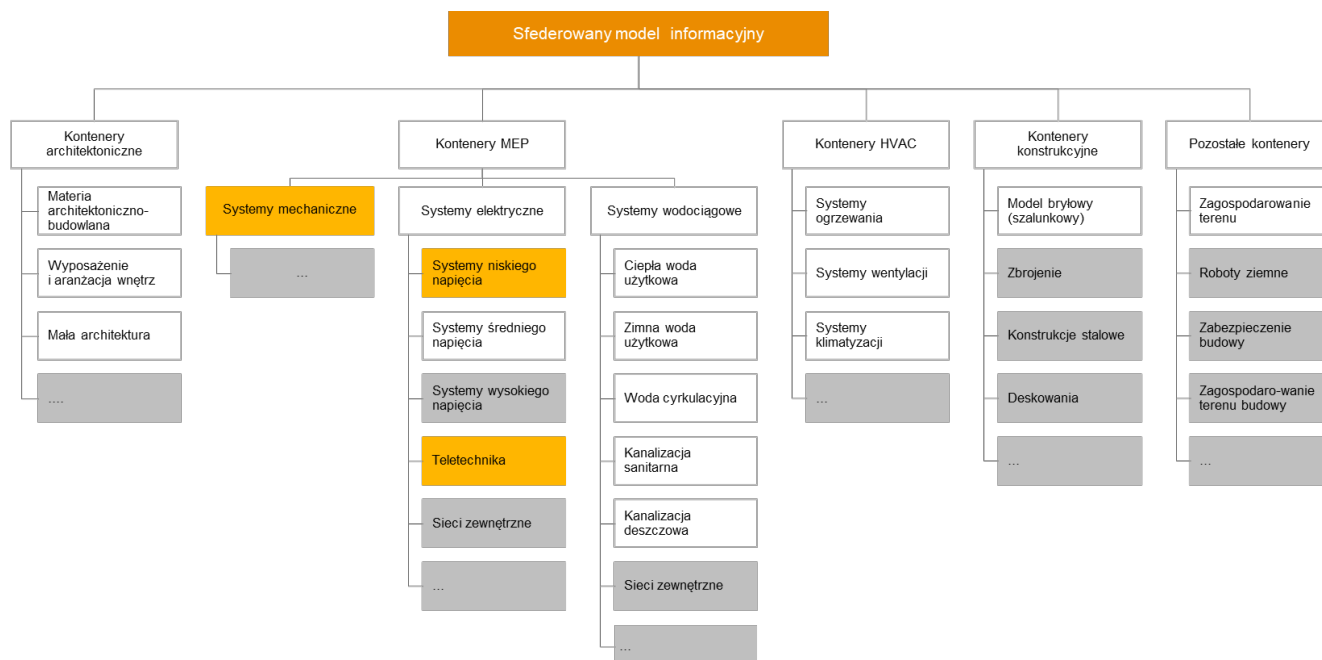 Sfederowany model informacyjny
Kontenery
architektoniczne
Kontenery MEP
Kontenery HVAC
Kontenery
konstrukcyjne
Pozostałe kontenery
Materia
architektoniczno-
budowlana
Wyposażenie
i aranżacja wnętrz
Mała architektura
....
Systemy mechaniczne
...
Systemy elektryczne
Systemy niskiego
napięcia
Systemy średniego
napięcia
Systemy wysokiego
napięcia
Teletechnika
Sieci zewnętrzne
...
Systemy wodociągowe
Ciepła woda
użytkowa
Zimna woda
użytkowa
Woda cyrkulacyjna
Kanalizacja
sanitarna
Kanalizacja
deszczowa
Sieci zewnętrzne
...
Systemy
ogrzewania
Systemy wentylacji
Systemy
klimatyzacji
...
Model bryłowy
(szalunkowy)
Zbrojenie
Konstrukcje stalowe
Deskowania
...
Zagospodarowanie
terenu
Roboty ziemne
Zabezpieczenie
budowy
Zagospodaro-wanie
terenu budowy
...